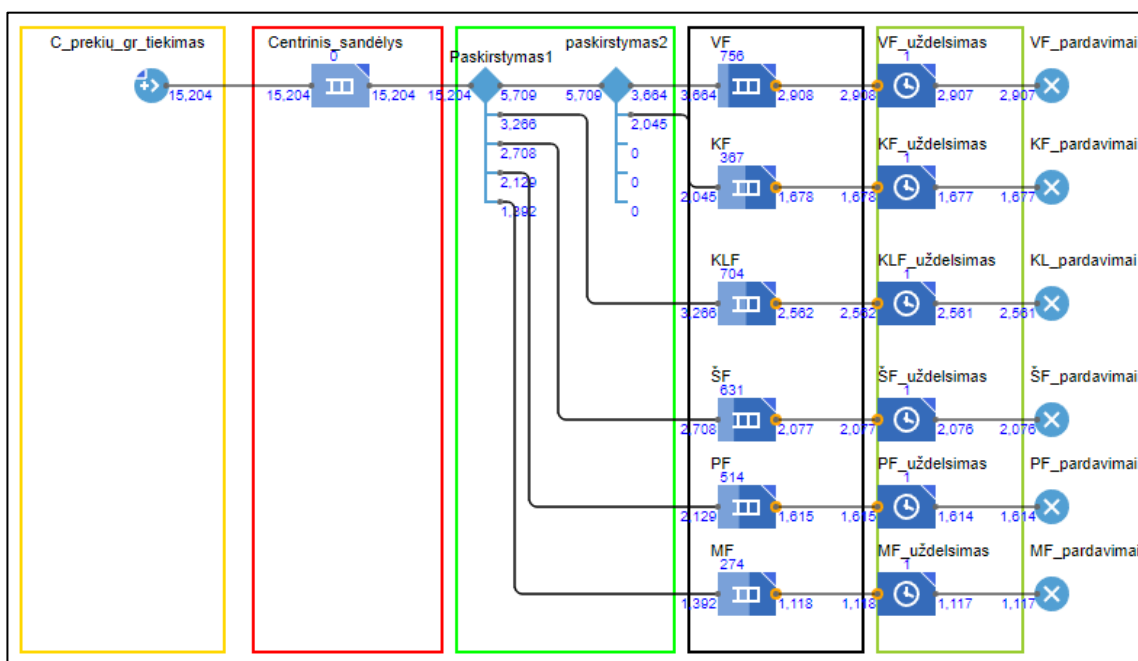 C_prekių_gr_tiekimas
Centrinis_sandėlys
Paskirstymas1
paskirstymas2
VF
VF_uždelsimas
VF_pardavimai
0
756
1
15,204
15,204
15,204
15,204
5,709
5,709
3,664
3,664
2,908
2,908
2,907
2,907
3,266
2,045
2,708
0
2,129
0
1,392
0
KF
KF_uždelsimas
KF_pardavimai
367
1
2,045
1,678
1,678
1,677
1,677
KLF
KLF_uždelsimas
KL_pardavimai
704
1
3,266
2,562
2,562
2,561
2,561
ŠF
ŠF_uždelsimas
ŠF_pardavimai
631
1
2,708
2,077
2,077
2,076
2,076
PF
PF_uždelsimas
PF_pardavimai
514
1
2,129
1,615
1,615
1,614
1,614
MF
MF_uždelsimas
MF_pardavimai
274
1
1,392
1,118
1,118
1,117
1,117